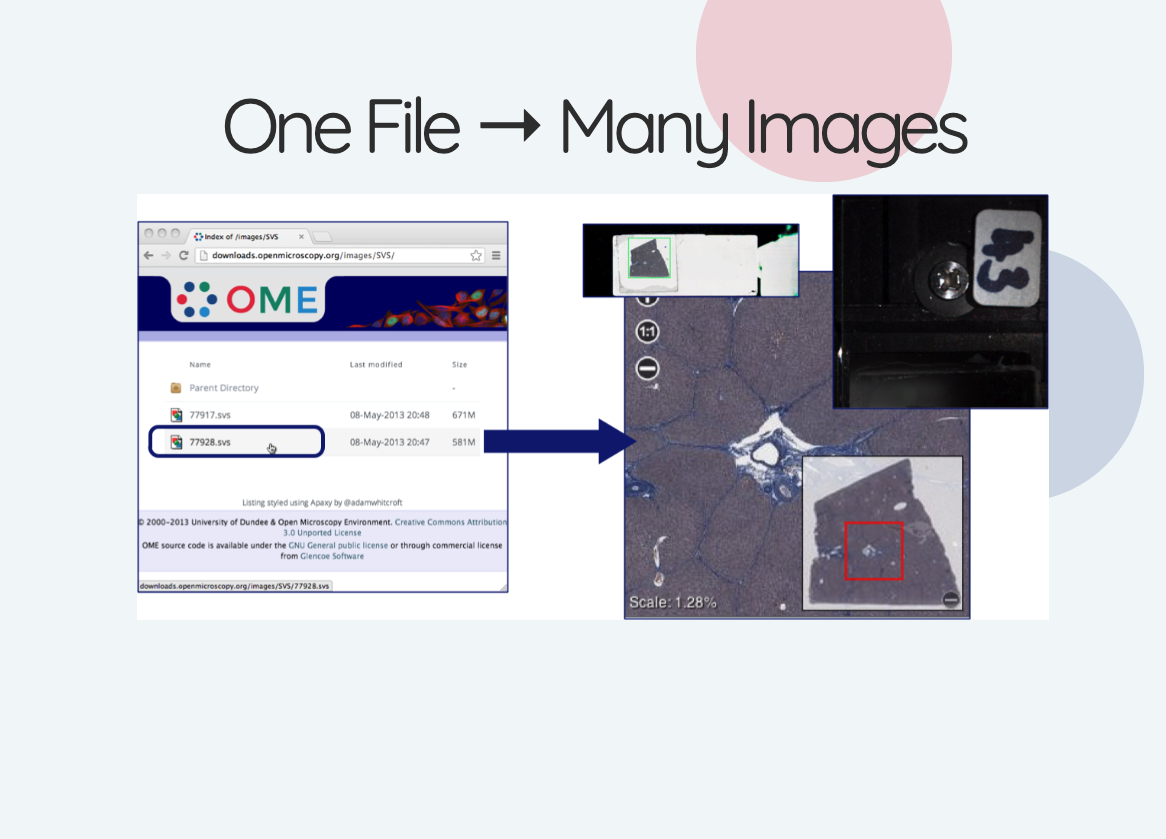 One File → Many Images
Index of /images/SVS
downloads.openmicroscopy.org/images/SVS/
OME
Name Last modified Size
Parent Directory -
77917.svs 08-May-2013 20:48 671M
77928.svs 08-May-2013 20:47 581M
Listing styled using Apaxy by @adamwhitcroft
© 2000-2013 University of Dundee & Open Microscopy Environment. Creative Commons Attribution
3.0 Unported License
OME source code is available under the GNU General public license or through commercial license
from Glencoe Software
downloads.openmicroscopy.org/images/SVS/77928.svs
1:1
Scale: 1.28%